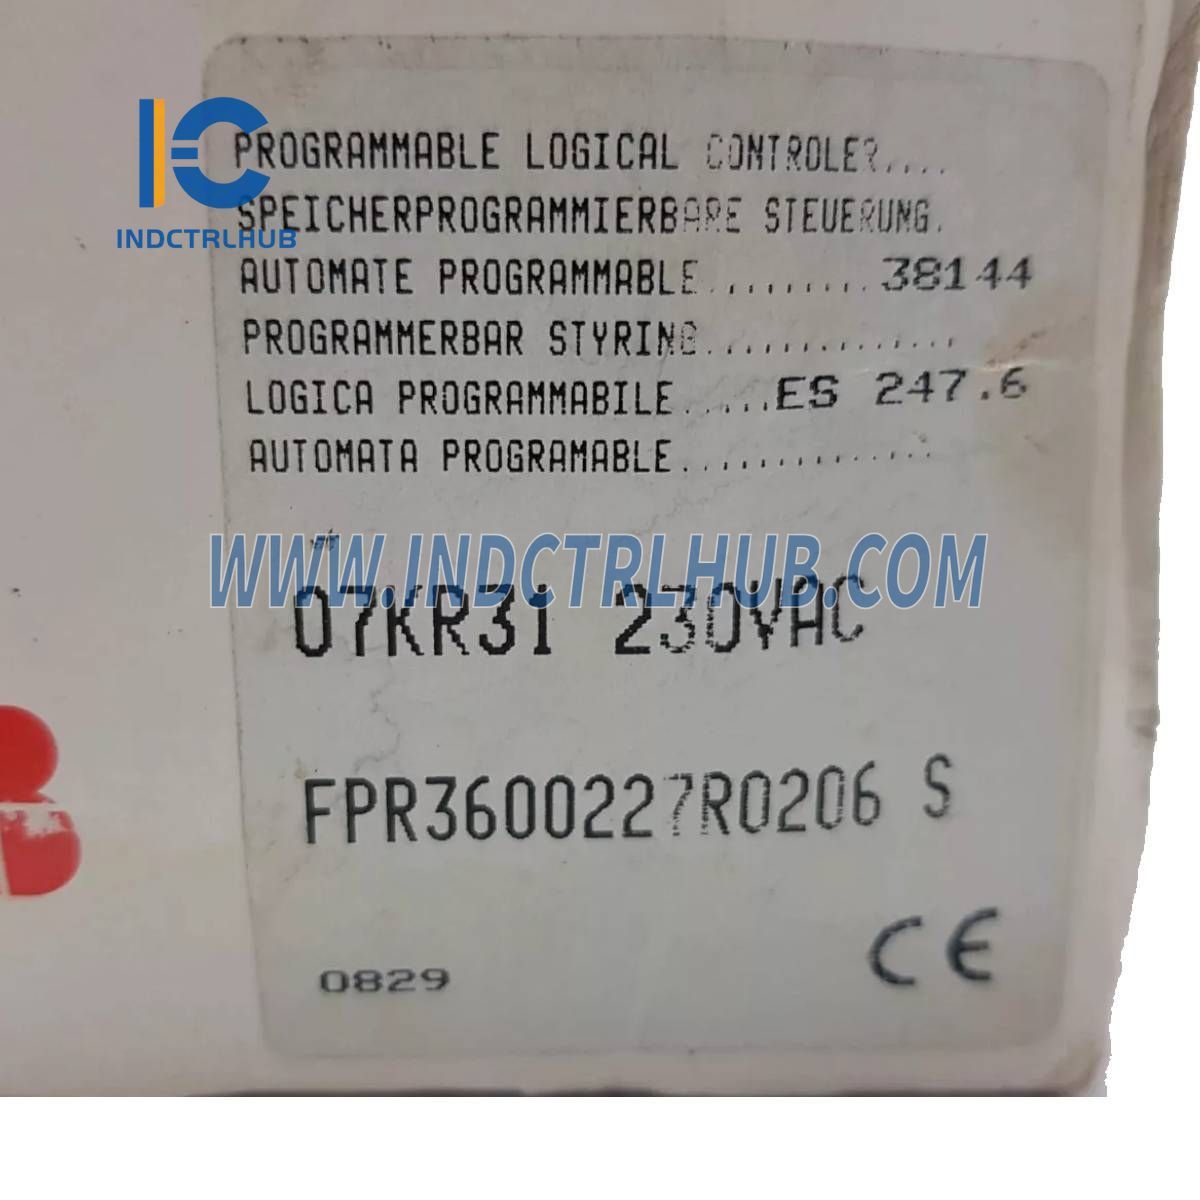 INDCTRLHUB
PROGRAMMABLE LOGICAL CONTROLER....
SPEICHERPROGRAMMIERBARE STEUERUNG.
AUTOMATE PROGRAMMABLE.......... 38144
PROGRAMMERBAR STYRING...............
LOGICA PROGRAMMABILE.....ES 247.6
AUTOMATA PROGRAMABLE...............
WWW.INDCTRLHUB.COM
07KR31 230VAC
FPR3600227R0206 S
0829
CE